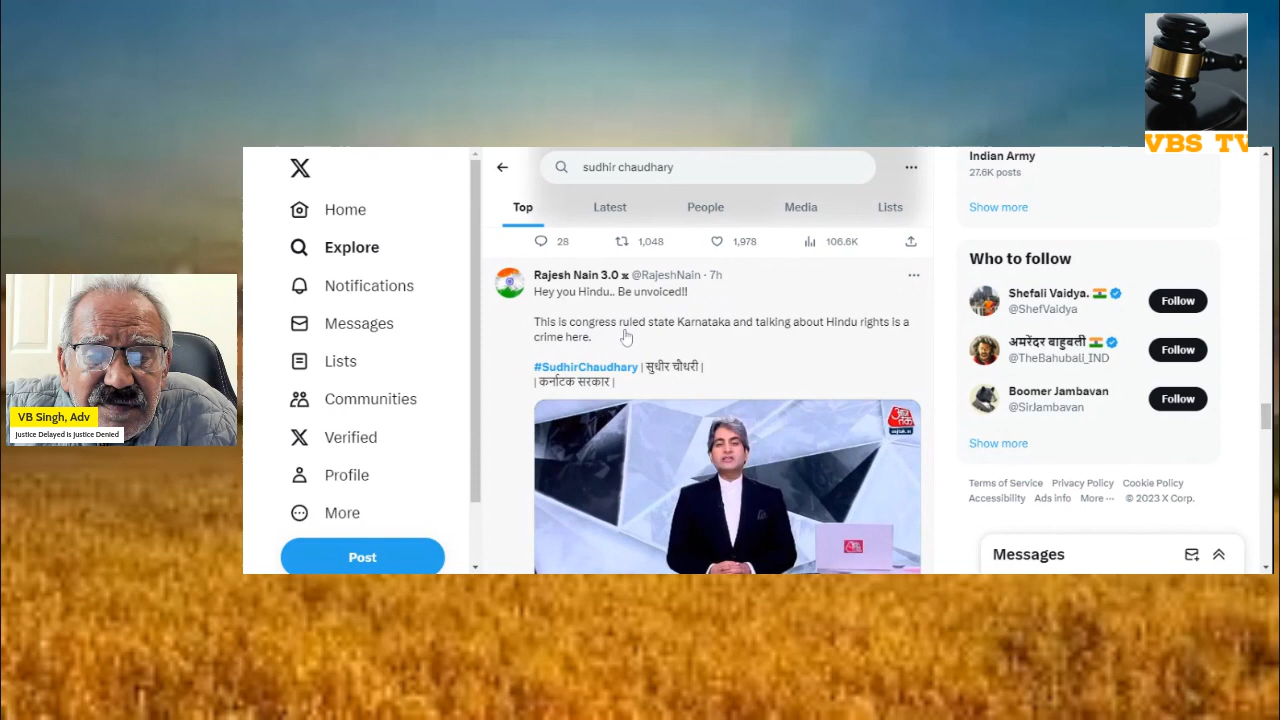 VBS TV
sudhir chaudhary
Top Latest People Media Lists
28 1,048 1,978 106.6K
Home
Explore
Notifications
Messages
Lists
Communities
Verified
Profile
More
Post
Rajesh Nain 3.0 @RajeshNain · 7h
Hey you Hindu.. Be unvoiced!!
This is congress ruled state Karnataka and talking about Hindu rights is a
crime here.
#SudhirChaudhary | सुधीर चौधरी |
| कर्नाटक सरकार |
आज तक
aajtak.in
Indian Army
27.6K posts
Show more
Who to follow
Shefali Vaidya.
@ShefVaidya
Follow
अमरेंदर बाहुबली
@TheBahubali_IND
Follow
Boomer Jambavan
@SirJambavan
Follow
Show more
Terms of Service Privacy Policy Cookie Policy
Accessibility Ads info More ··· © 2023 X Corp.
Messages
VB Singh, Adv
Justice Delayed is Justice Denied